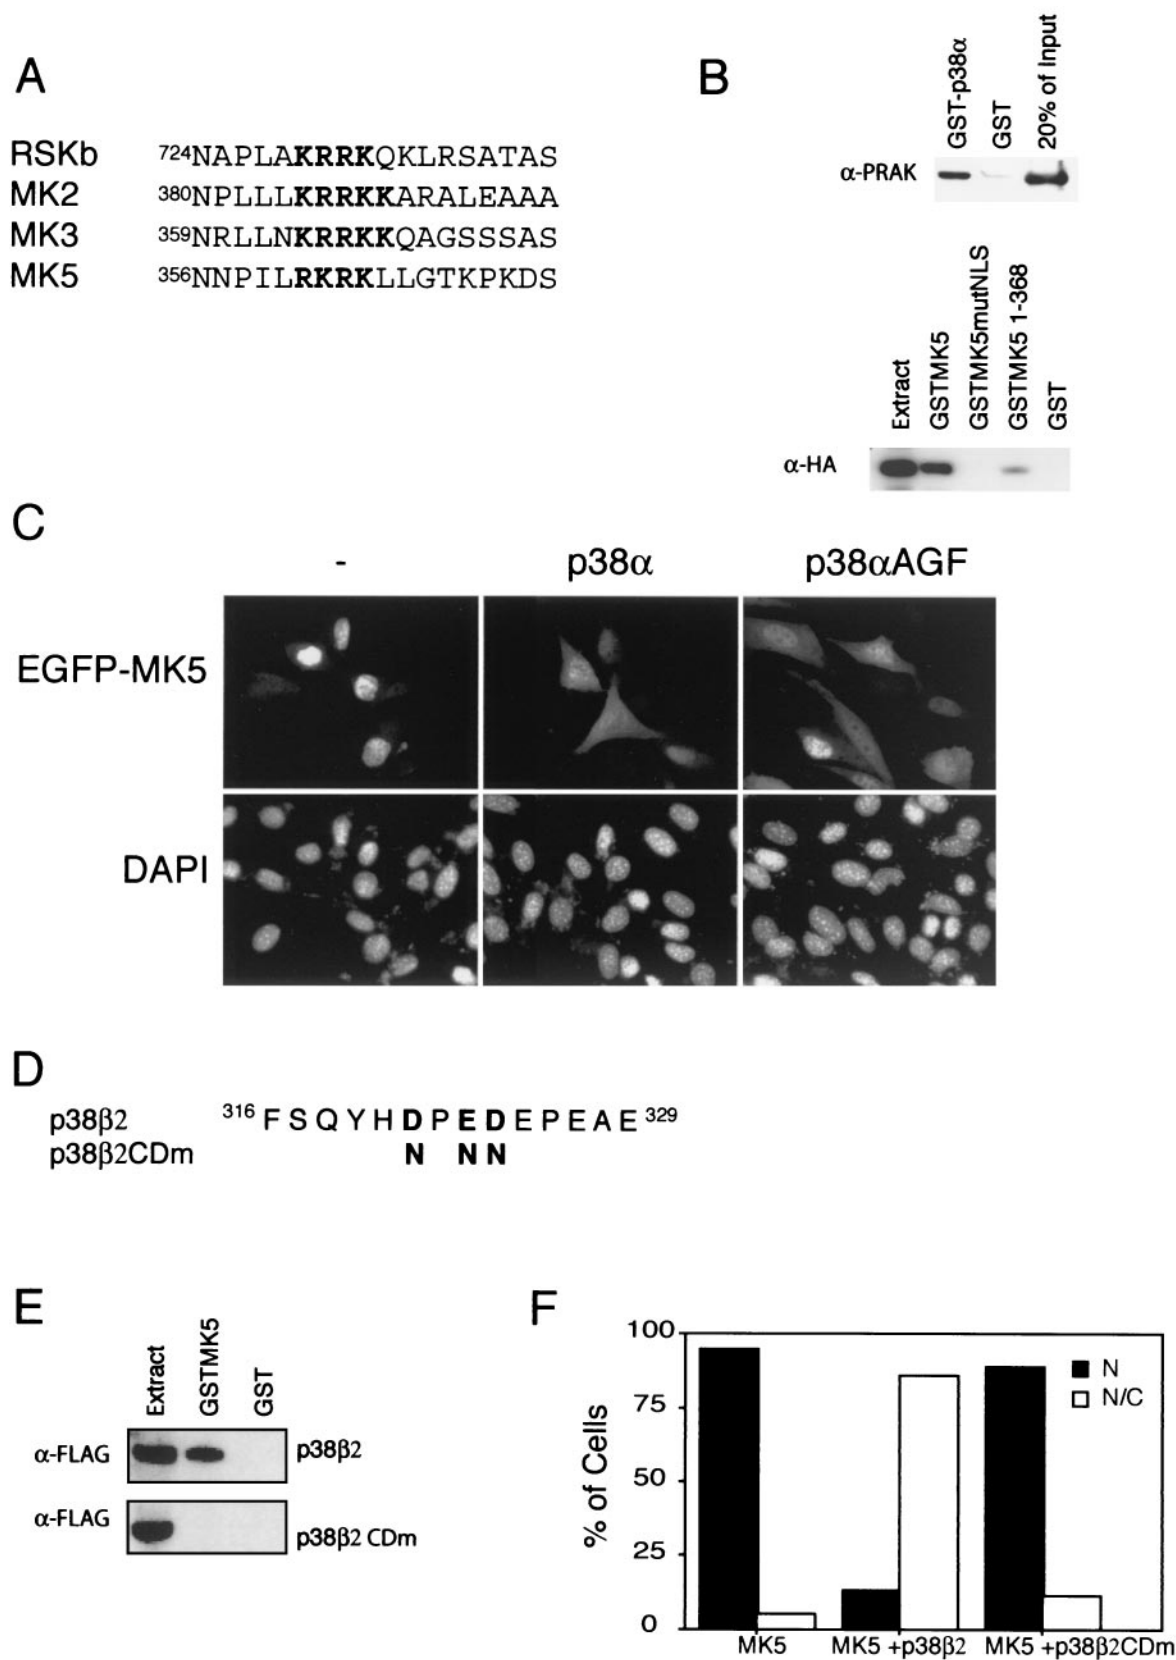 A
RSKb 724NAPLAKRRKQKLRSATAS
MK2 380NPLLLKRRKKARALEAAA
MK3 359NRLLNKRRKKQAGSSSAS
MK5 356NNPILRKRKLLGTKPKDS
B
GST-p38α
GST
20% of Input
α-PRAK
Extract
GSTMK5
GSTMK5mutNLS
GSTMK5 1-368
GST
α-HA
C
- p38α p38αAGF
EGFP-MK5
DAPI
D
p38β2 316 F S Q Y H D P E D E P E A E 329
p38β2CDm N N N
E
Extract
GSTMK5
GST
α-FLAG p38β2
α-FLAG p38β2 CDm
F
% of Cells
100
75
50
25
0
N
N/C
MK5 MK5 +p38β2 MK5 +p38β2CDm